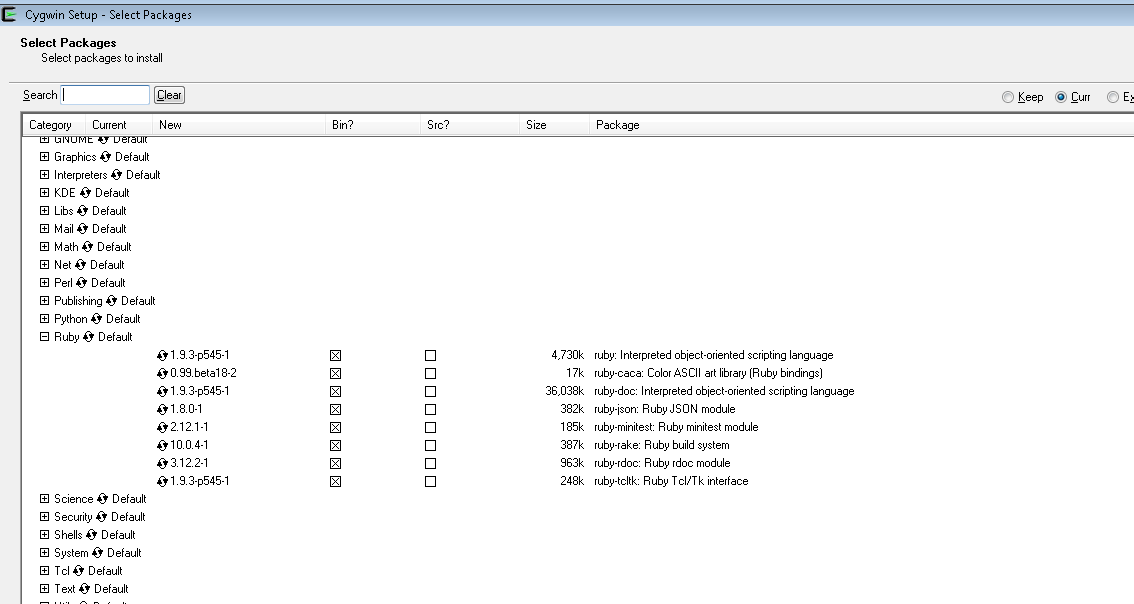 Cygwin Setup - Select Packages
Select Packages
Select packages to install
Search Clear Keep Curr
Category Current New Bin? Src? Size Package
GNOME Default
Graphics Default
Interpreters Default
KDE Default
Libs Default
Mail Default
Math Default
Net Default
Perl Default
Publishing Default
Python Default
Ruby Default
1.9.3-p545-1 4,730k ruby: Interpreted object-oriented scripting language
0.99.beta18-2 17k ruby-caca: Color ASCII art library (Ruby bindings)
1.9.3-p545-1 36,038k ruby-doc: Interpreted object-oriented scripting language
1.8.0-1 382k ruby-json: Ruby JSON module
2.12.1-1 185k ruby-minitest: Ruby minitest module
10.0.4-1 387k ruby-rake: Ruby build system
3.12.2-1 963k ruby-rdoc: Ruby rdoc module
1.9.3-p545-1 248k ruby-tcltk: Ruby Tcl/Tk interface
Science Default
Security Default
Shells Default
System Default
Tcl Default
Text Default